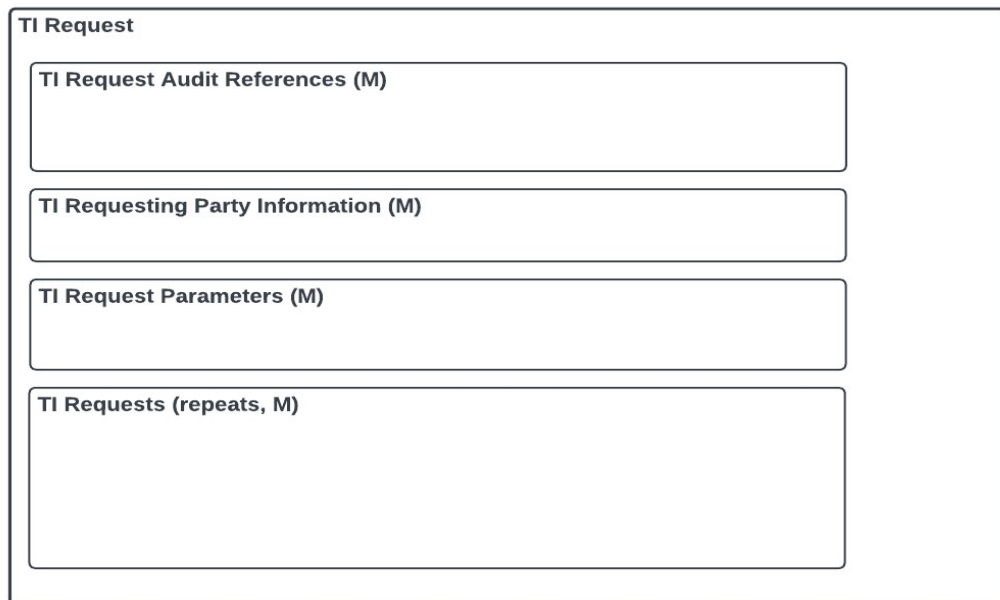 TI Request
TI Request Audit References (M)
TI Requesting Party Information (M)
TI Request Parameters (M)
TI Requests (repeats, M)